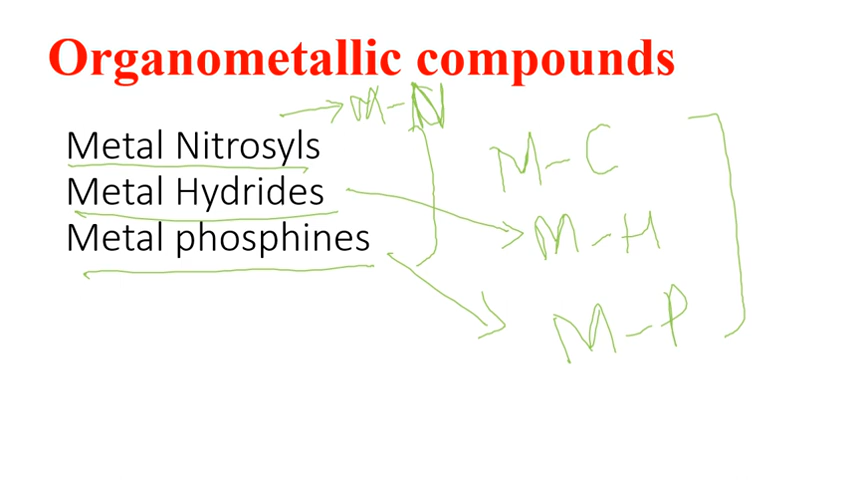 Organometallic compounds
M-N
Metal Nitrosyls
M-C
Metal Hydrides
M-H
Metal phosphines
M-P